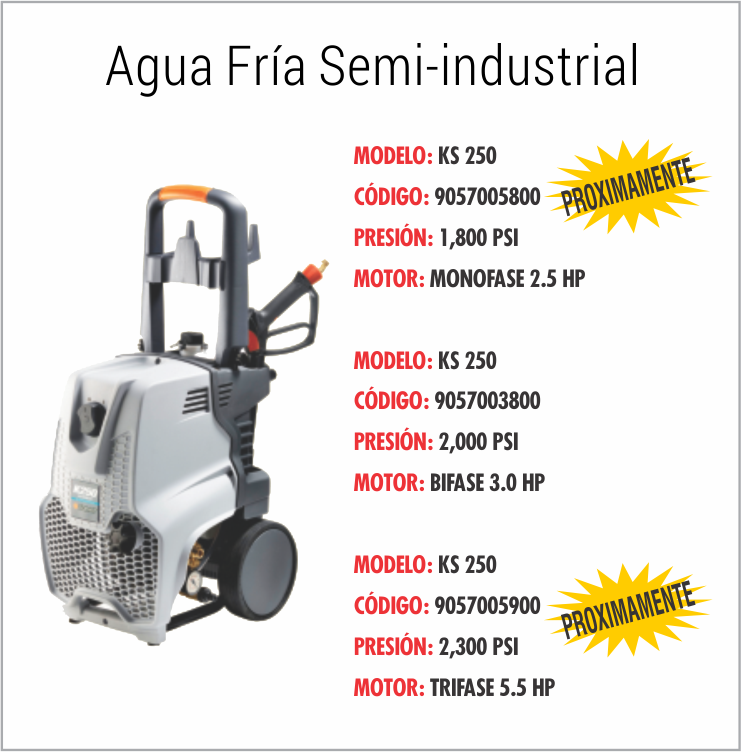 Agua Fría Semi-industrial
MODELO: KS 250
CÓDIGO: 9057005800
PROXIMAMENTE
PRESIÓN: 1,800 PSI
MOTOR: MONOFASE 2.5 HP
MODELO: KS 250
CÓDIGO: 9057003800
PRESIÓN: 2,000 PSI
MOTOR: BIFASE 3.0 HP
MODELO: KS 250
CÓDIGO: 9057005900
PROXIMAMENTE
PRESIÓN: 2,300 PSI
MOTOR: TRIFASE 5.5 HP